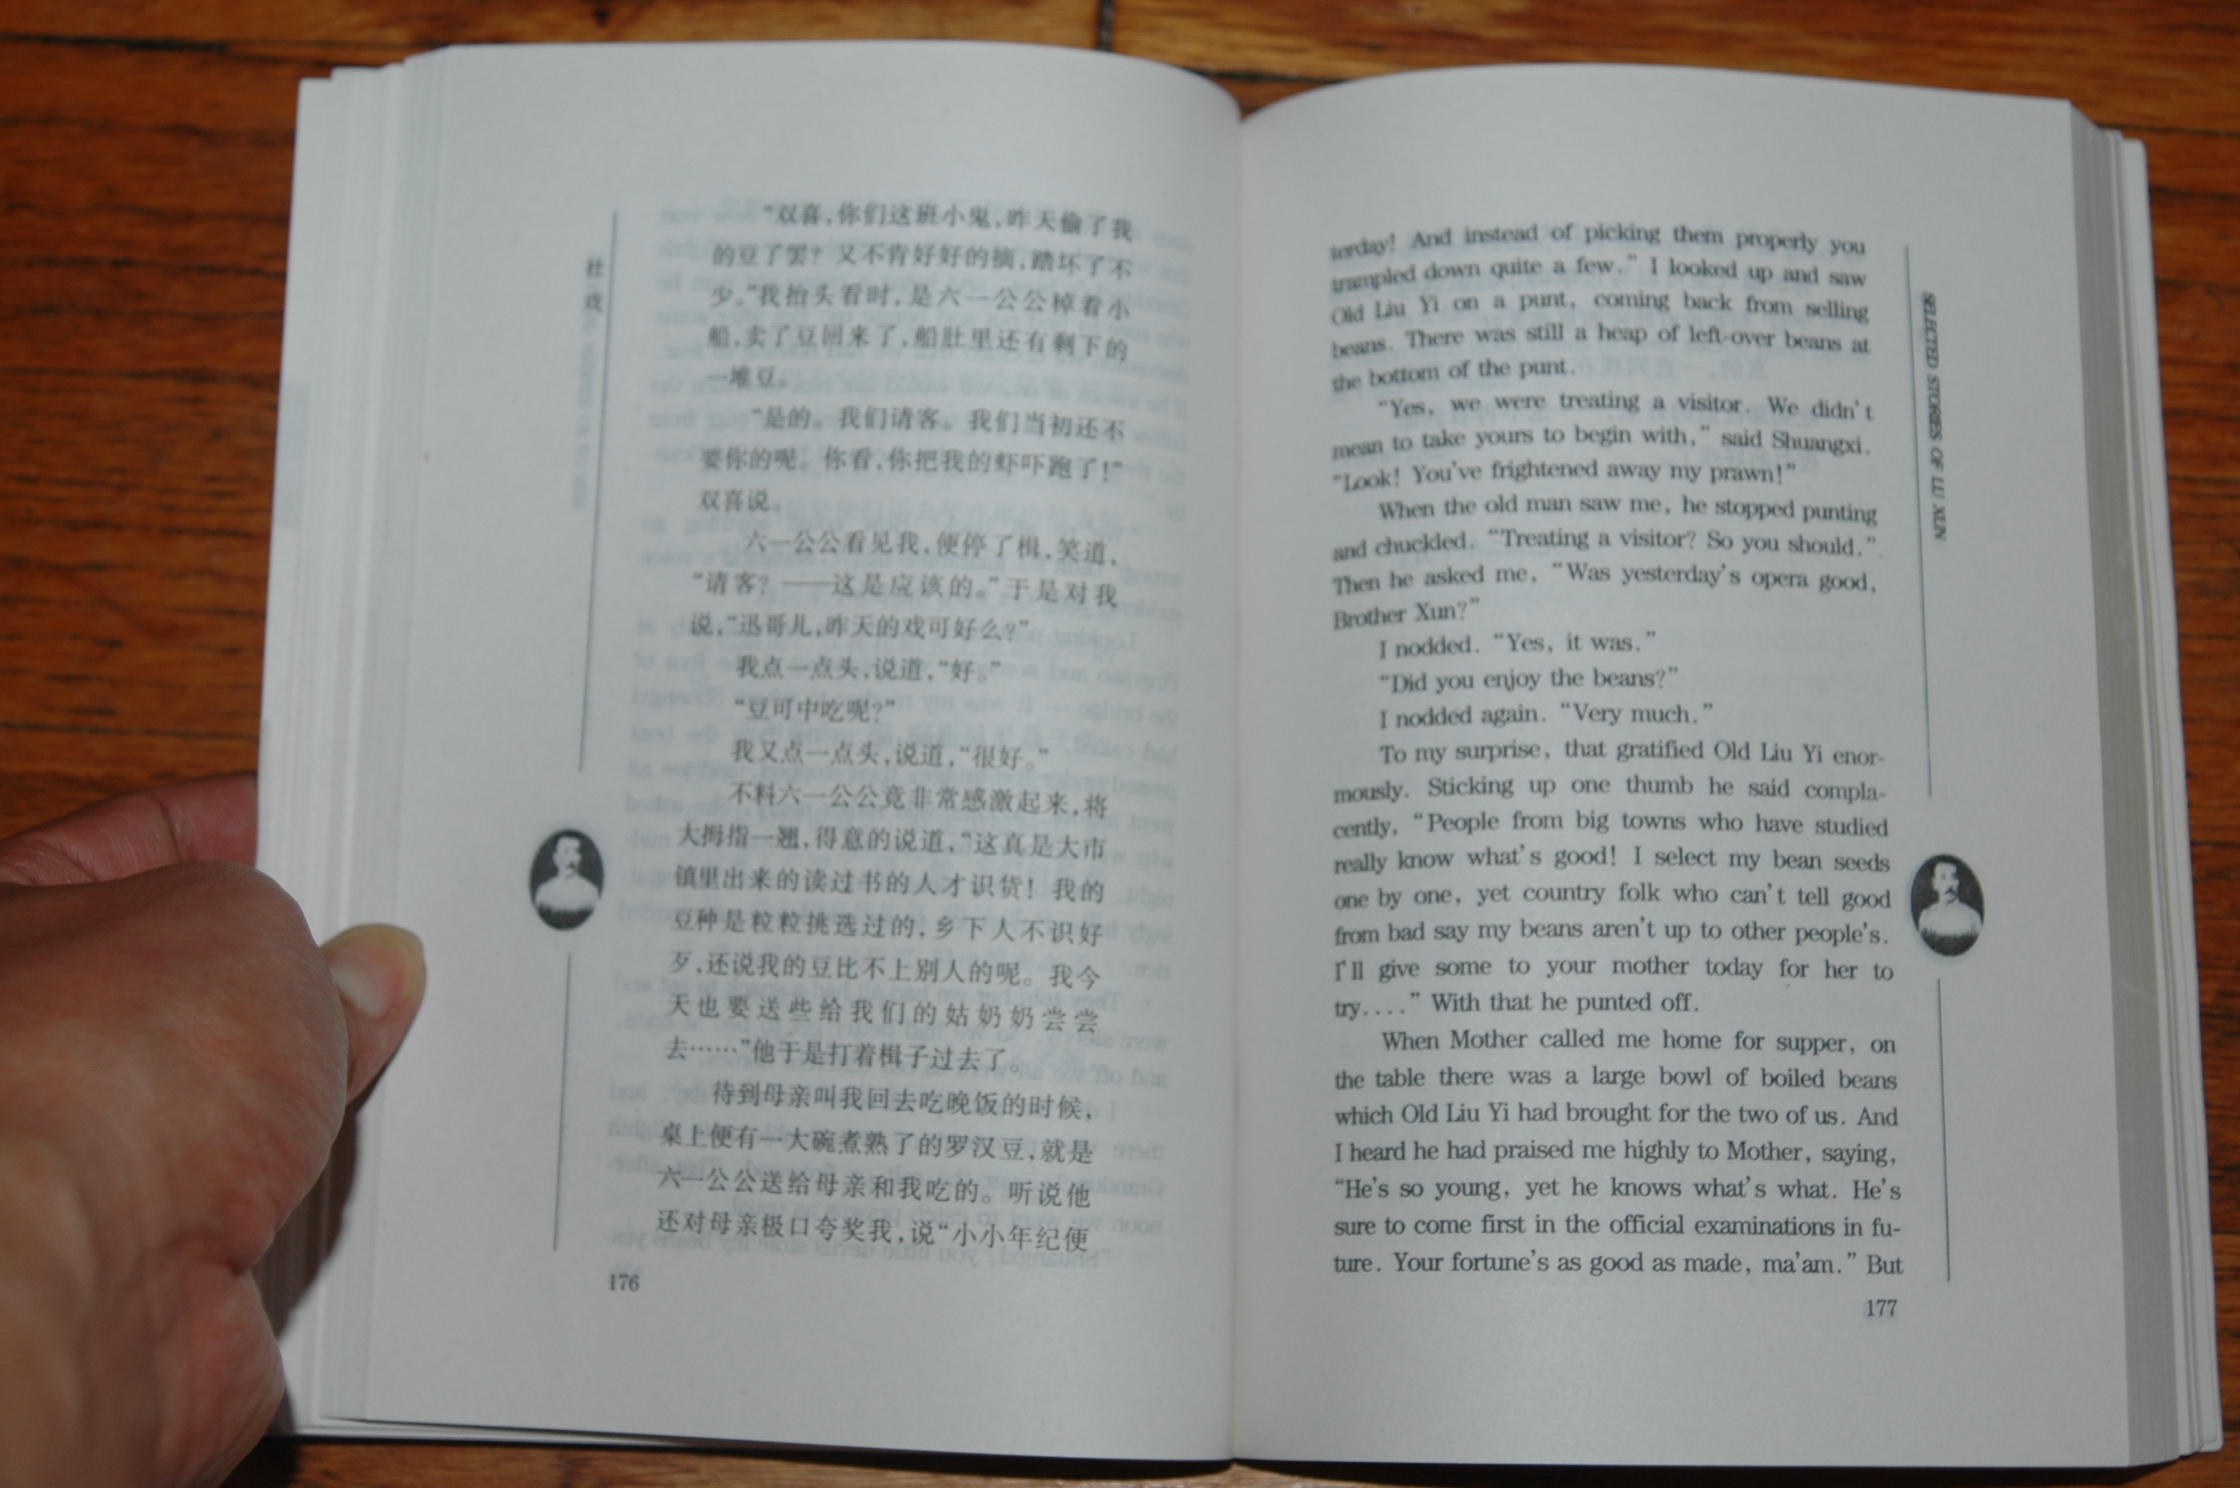 社
戏
“双喜，你们这班小鬼，昨天偷了我
的豆了罢？又不肯好好的摘，踏坏了不
少。”我抬头看时，是六一公公棹着小
船，卖了豆回来了，船肚里还有剩下的
一堆豆。
“是的。我们请客。我们当初还不
要你的呢。你看，你把我的虾吓跑了！”
双喜说。
六一公公看见我，便停了楫，笑道，
“请客？——这是应该的。”于是对我
说，“迅哥儿，昨天的戏可好么？”
我点一点头，说道，“好。”
“豆可中吃呢？”
我又点一点头，说道，“很好。”
不料六一公公竟非常感激起来，将
大拇指一翘，得意的说道，“这真是大市
镇里出来的读过书的人才识货！我的
豆种是粒粒挑选过的，乡下人不识好
歹，还说我的豆比不上别人的呢。我今
天也要送些给我们的姑奶奶尝尝
去……”他于是打着楫子过去了。
待到母亲叫我回去吃晚饭的时候，
桌上便有一大碗煮熟了的罗汉豆，就是
六一公公送给母亲和我吃的。听说他
还对母亲极口夸奖我，说“小小年纪便
176
SELECTED STORIES OF LU XUN
terday! And instead of picking them properly you
trampled down quite a few.” I looked up and saw
Old Liu Yi on a punt, coming back from selling
beans. There was still a heap of left-over beans at
the bottom of the punt.
“Yes, we were treating a visitor. We didn't
mean to take yours to begin with,” said Shuangxi.
“Look! You've frightened away my prawn!”
When the old man saw me, he stopped punting
and chuckled. “Treating a visitor? So you should.”
Then he asked me, “Was yesterday's opera good,
Brother Xun?”
I nodded. “Yes, it was.”
“Did you enjoy the beans?”
I nodded again. “Very much.”
To my surprise, that gratified Old Liu Yi enor-
mously. Sticking up one thumb he said compla-
cently, “People from big towns who have studied
really know what's good! I select my bean seeds
one by one, yet country folk who can't tell good
from bad say my beans aren't up to other people's.
I'll give some to your mother today for her to
try....” With that he punted off.
When Mother called me home for supper, on
the table there was a large bowl of boiled beans
which Old Liu Yi had brought for the two of us. And
I heard he had praised me highly to Mother, saying,
“He's so young, yet he knows what's what. He's
sure to come first in the official examinations in fu-
ture. Your fortune's as good as made, ma'am.” But
177